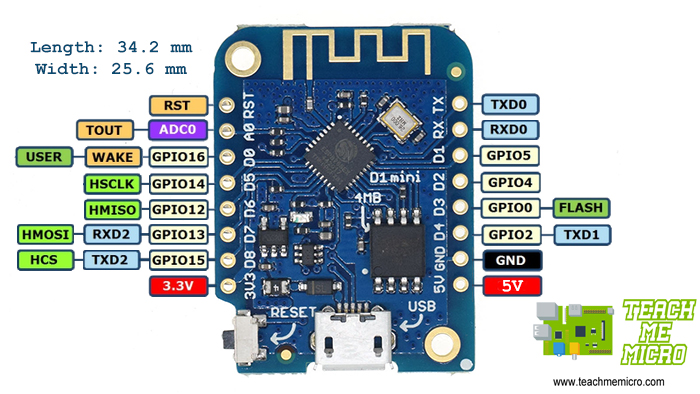 Length: 34.2 mm
Width: 25.6 mm
RST RST TX TXD0
TOUT ADC0 A0 RX RXD0
USER WAKE GPIO16 D0 D1 GPIO5
HSCLK GPIO14 D5 D2 GPIO4
D1 mini
4MB
HMISO GPIO12 D6 D3 GPIO0 FLASH
HMOSI RXD2 GPIO13 D7 D4 GPIO2 TXD1
HCS TXD2 GPIO15 D8 GND GND
3.3V 3V3 5V 5V
RESET USB
TEACH
ME
MICRO
www.teachmemicro.com